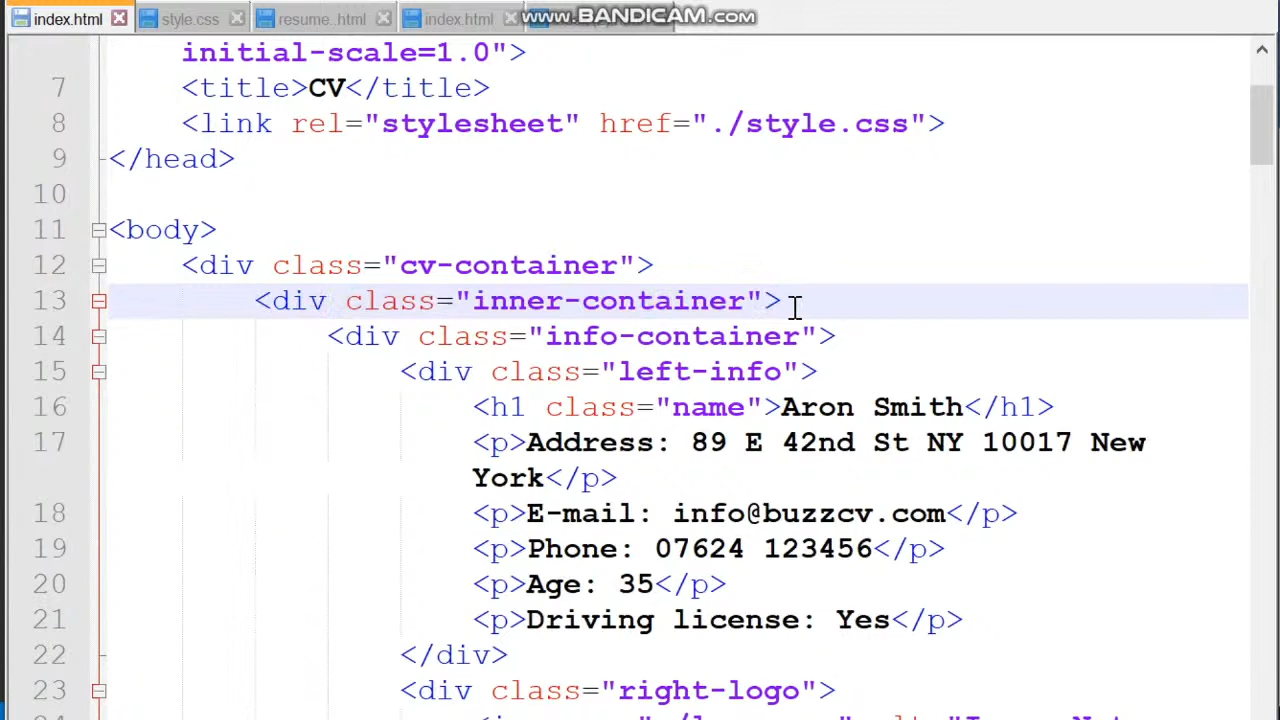 index.html style.css resume..html index.html www.BANDICAM.com
initial-scale=1.0">
7 <title>CV</title>
8 <link rel="stylesheet" href="./style.css">
9 </head>
10
11 <body>
12 <div class="cv-container">
13 <div class="inner-container">
14 <div class="info-container">
15 <div class="left-info">
16 <h1 class="name">Aron Smith</h1>
17 <p>Address: 89 E 42nd St NY 10017 New
York</p>
18 <p>E-mail: info@buzzcv.com</p>
19 <p>Phone: 07624 123456</p>
20 <p>Age: 35</p>
21 <p>Driving license: Yes</p>
22 </div>
23 <div class="right-logo">